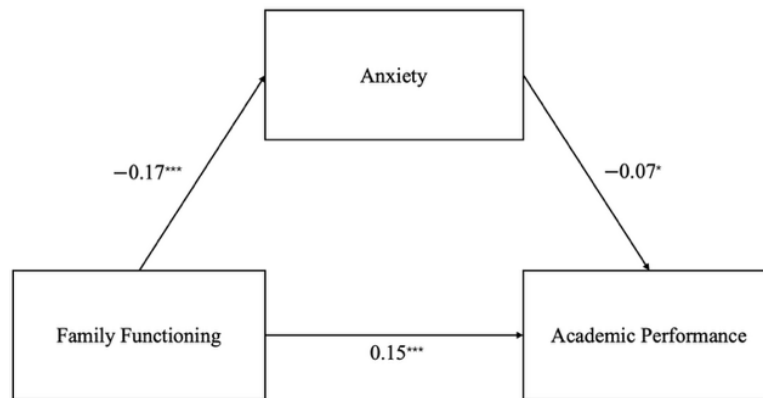 Anxiety
−0.17***
−0.07*
Family Functioning
Academic Performance
0.15***